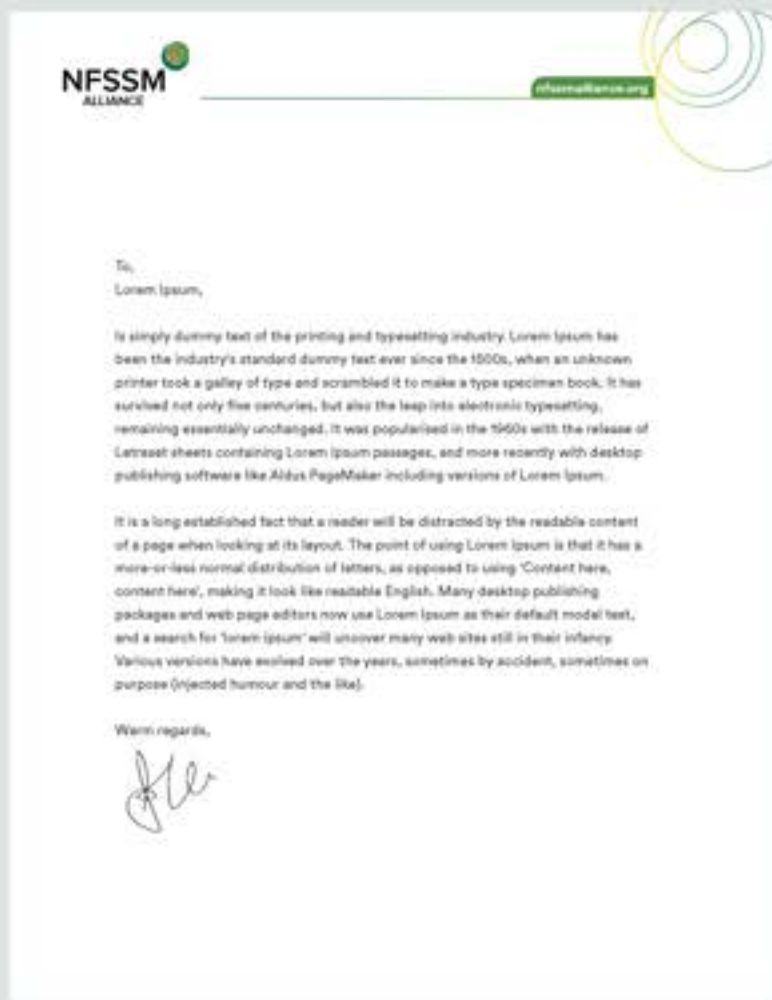 NFSSM
ALLIANCE
nfssmalliance.org
To,
Lorem Ipsum,
Is simply dummy text of the printing and typesetting industry. Lorem Ipsum has
been the industry's standard dummy text ever since the 1500s, when an unknown
printer took a galley of type and scrambled it to make a type specimen book. It has
survived not only five centuries, but also the leap into electronic typesetting,
remaining essentially unchanged. It was popularised in the 1960s with the release of
Letraset sheets containing Lorem Ipsum passages, and more recently with desktop
publishing software like Aldus PageMaker including versions of Lorem Ipsum.
It is a long established fact that a reader will be distracted by the readable content
of a page when looking at its layout. The point of using Lorem Ipsum is that it has a
more-or-less normal distribution of letters, as opposed to using 'Content here,
content here', making it look like readable English. Many desktop publishing
packages and web page editors now use Lorem Ipsum as their default model text,
and a search for 'lorem ipsum' will uncover many web sites still in their infancy.
Various versions have evolved over the years, sometimes by accident, sometimes on
purpose (injected humour and the like).
Warm regards,